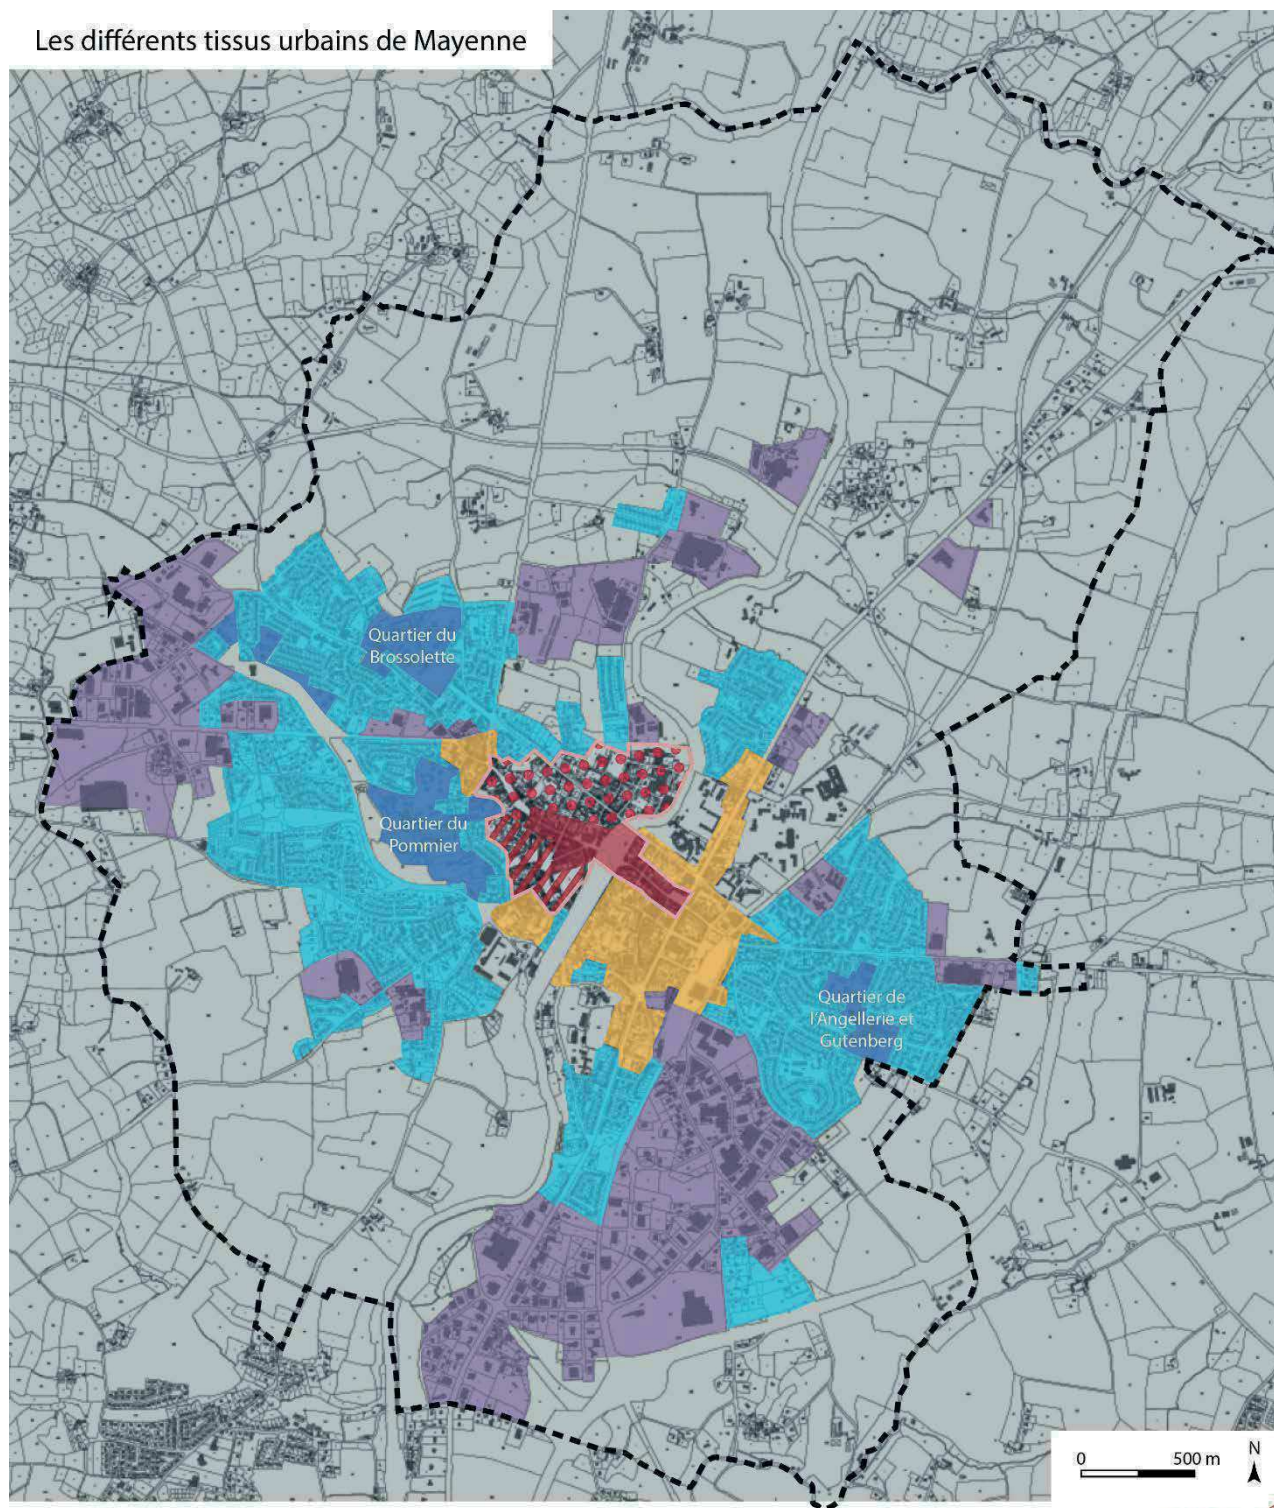 Les différents tissus urbains de Mayenne
Quartier du
Brossolette
Quartier du
Pommier
Quartier de
l'Angellerie et
Gutenberg
0 500 m
N